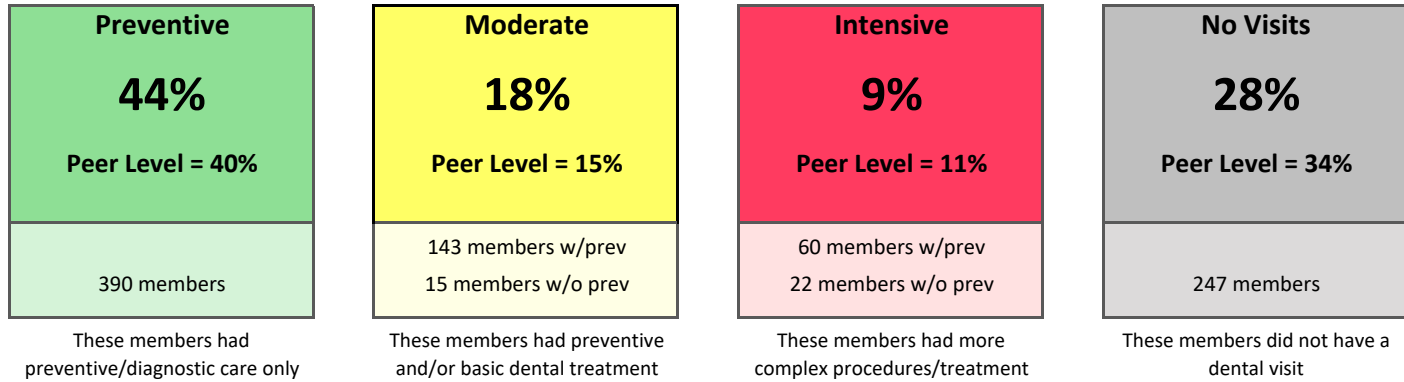 Preventive
44%
Peer Level = 40%
390 members
These members had
preventive/diagnostic care only
Moderate
18%
Peer Level = 15%
143 members w/prev
15 members w/o prev
These members had preventive
and/or basic dental treatment
Intensive
9%
Peer Level = 11%
60 members w/prev
22 members w/o prev
These members had more
complex procedures/treatment
No Visits
28%
Peer Level = 34%
247 members
These members did not have a
dental visit